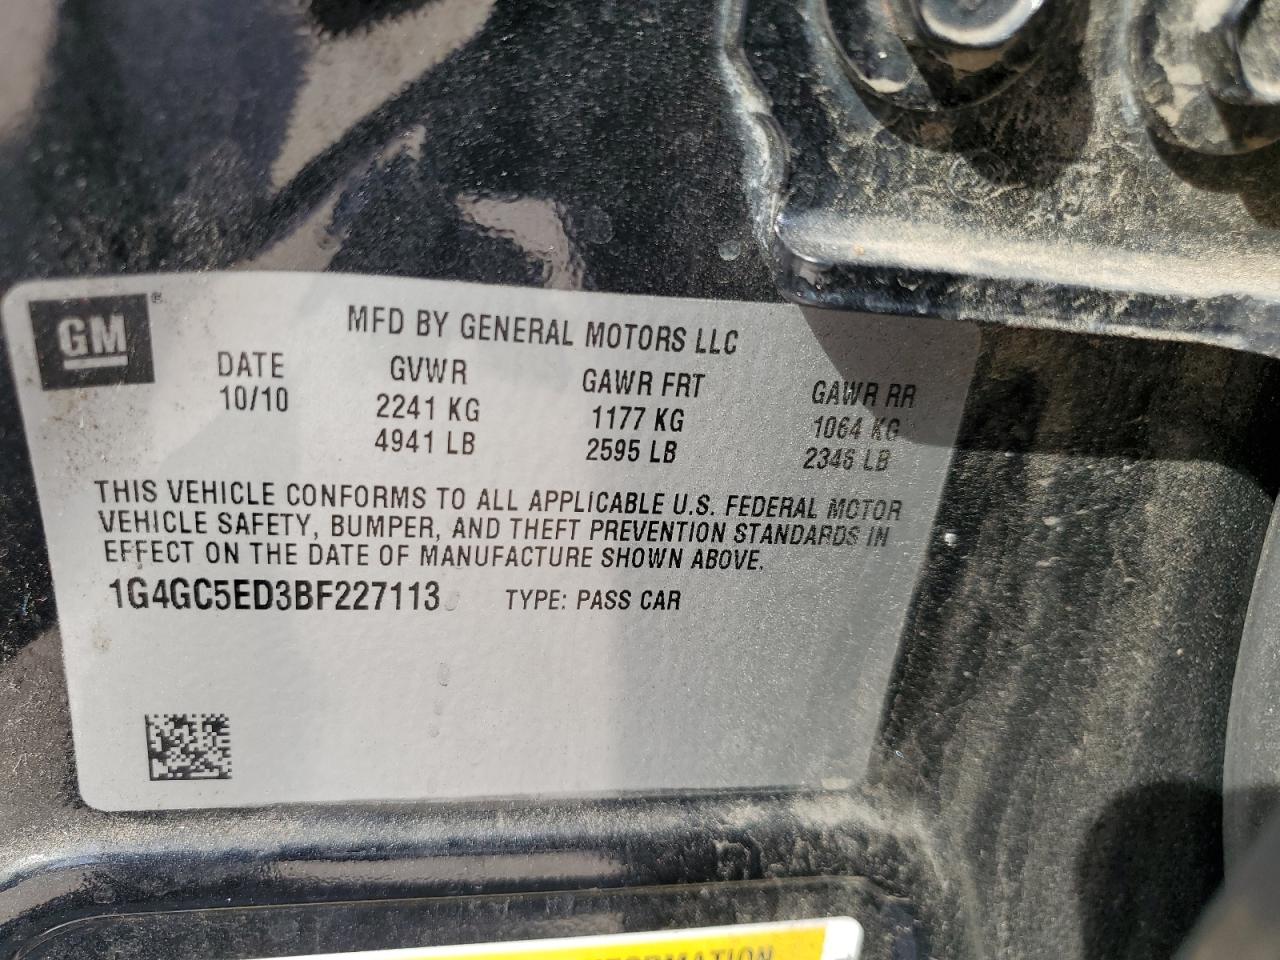 GM®
MFD BY GENERAL MOTORS LLC
DATE GVWR GAWR FRT GAWR RR
10/10 2241 KG 1177 KG 1064 KG
4941 LB 2595 LB 2346 LB
THIS VEHICLE CONFORMS TO ALL APPLICABLE U.S. FEDERAL MOTOR
VEHICLE SAFETY, BUMPER, AND THEFT PREVENTION STANDARDS IN
EFFECT ON THE DATE OF MANUFACTURE SHOWN ABOVE.
1G4GC5ED3BF227113 TYPE: PASS CAR